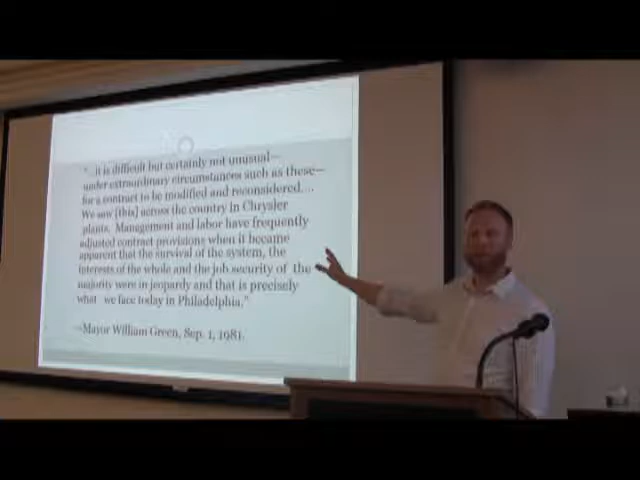 "...it is difficult but certainly not unusual—
under extraordinary circumstances such as these—
for a contract to be modified and reconsidered....
We saw [this] across the country in Chrysler
plants. Management and labor have frequently
adjusted contract provisions when it became
apparent that the survival of the system, the
interests of the whole and the job security of the
majority were in jeopardy and that is precisely
what we face today in Philadelphia."
—Mayor William Green, Sep. 1, 1981.